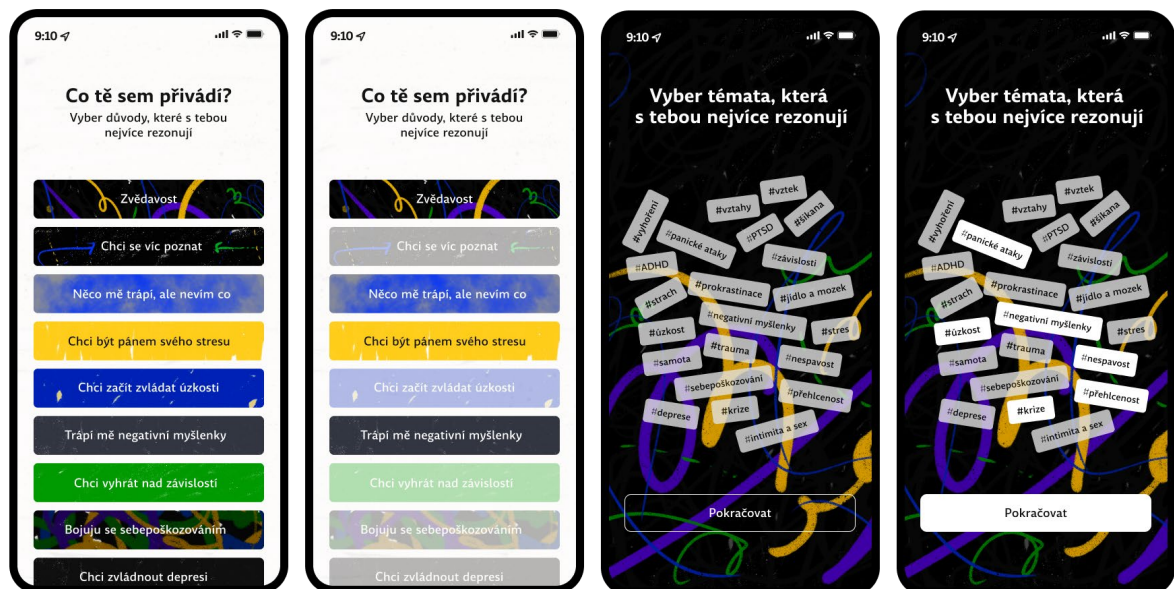 9:10
Co tě sem přivádí?
Vyber důvody, které s tebou
nejvíce rezonují
Zvědavost
Chci se víc poznat
Něco mě trápí, ale nevím co
Chci být pánem svého stresu
Chci začít zvládat úzkosti
Trápí mě negativní myšlenky
Chci vyhrát nad závislostí
Bojuju se sebepoškozováním
Chci zvládnout depresi
9:10
Co tě sem přivádí?
Vyber důvody, které s tebou
nejvíce rezonují
Zvědavost
Chci se víc poznat
Něco mě trápí, ale nevím co
Chci být pánem svého stresu
Chci začít zvládat úzkosti
Trápí mě negativní myšlenky
Chci vyhrát nad závislostí
Bojuju se sebepoškozováním
Chci zvládnout depresi
9:10
Vyber témata, která
s tebou nejvíce rezonují
#vztek
#vztahy
#šikana
#vyhoření
#PTSD
#panické ataky
#závislosti
#ADHD
#prokrastinace
#jídlo a mozek
#strach
#negativní myšlenky
#úzkost
#stres
#trauma
#samota
#nespavost
#sebepoškozování
#přehlcenost
#deprese
#krize
#intimita a sex
Pokračovat
9:10
Vyber témata, která
s tebou nejvíce rezonují
#vztek
#vztahy
#šikana
#vyhoření
#PTSD
#panické ataky
#závislosti
#ADHD
#prokrastinace
#jídlo a mozek
#strach
#negativní myšlenky
#úzkost
#stres
#trauma
#samota
#nespavost
#sebepoškozování
#přehlcenost
#deprese
#krize
#intimita a sex
Pokračovat